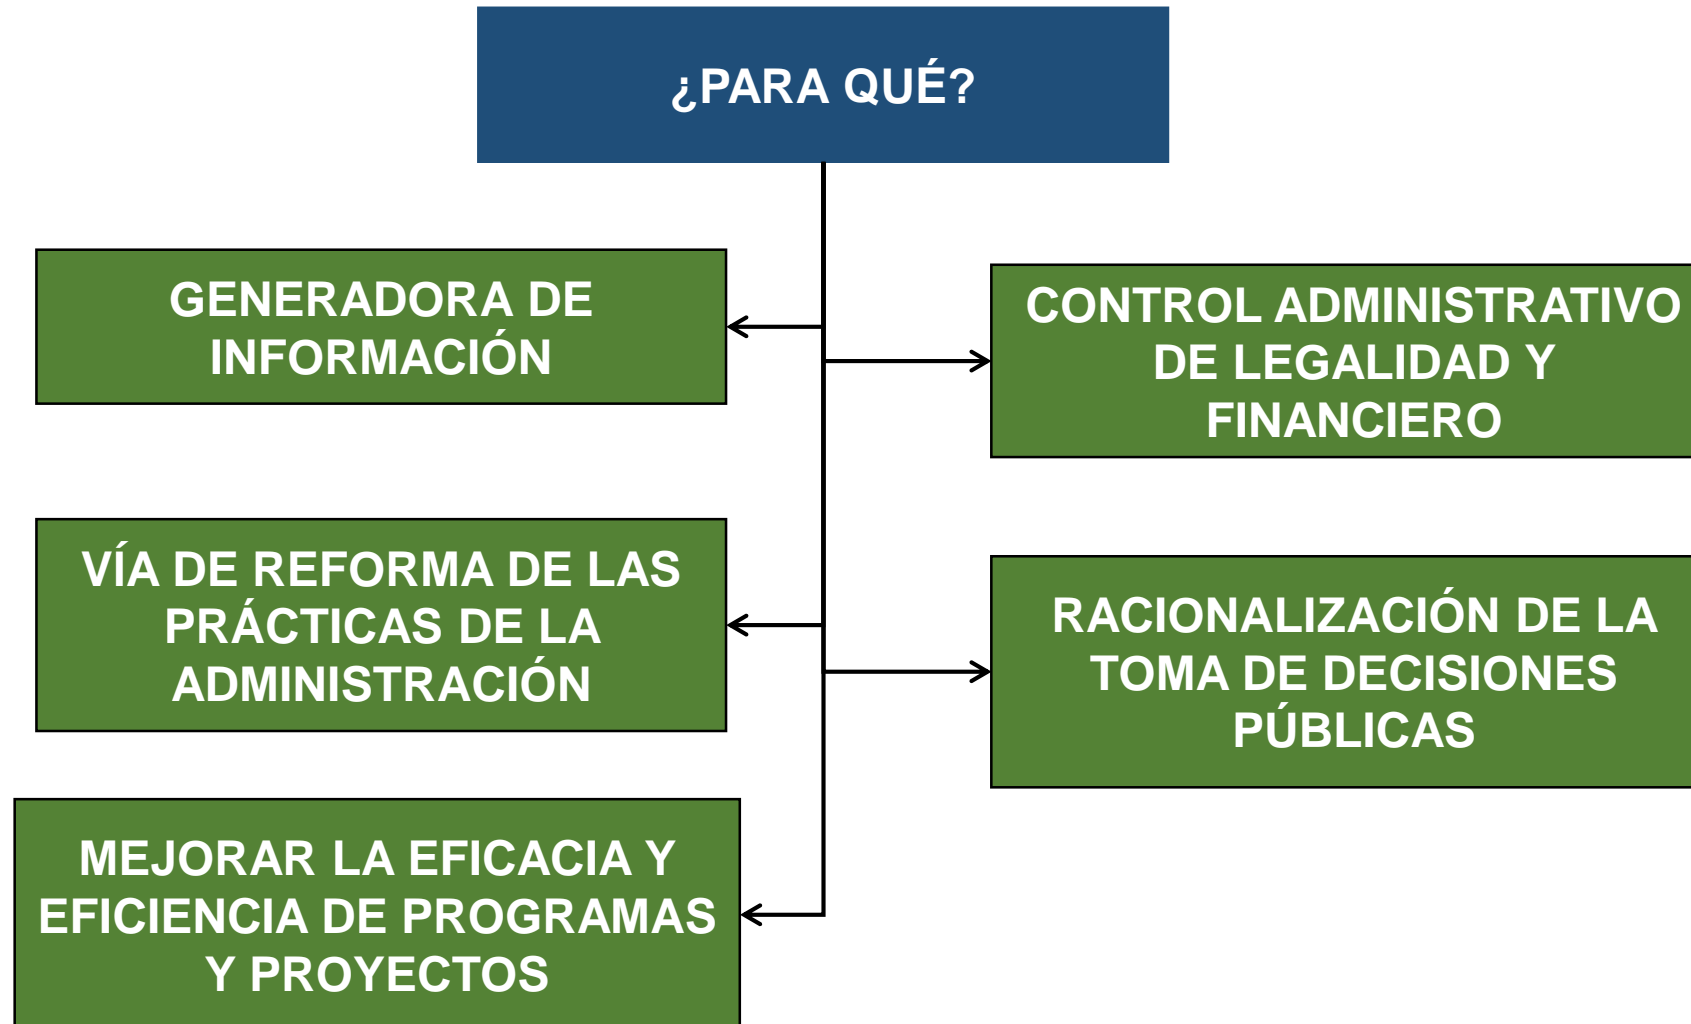 ¿PARA QUÉ?
GENERADORA DE
INFORMACIÓN
CONTROL ADMINISTRATIVO
DE LEGALIDAD Y
FINANCIERO
VÍA DE REFORMA DE LAS
PRÁCTICAS DE LA
ADMINISTRACIÓN
RACIONALIZACIÓN DE LA
TOMA DE DECISIONES
PÚBLICAS
MEJORAR LA EFICACIA Y
EFICIENCIA DE PROGRAMAS
Y PROYECTOS